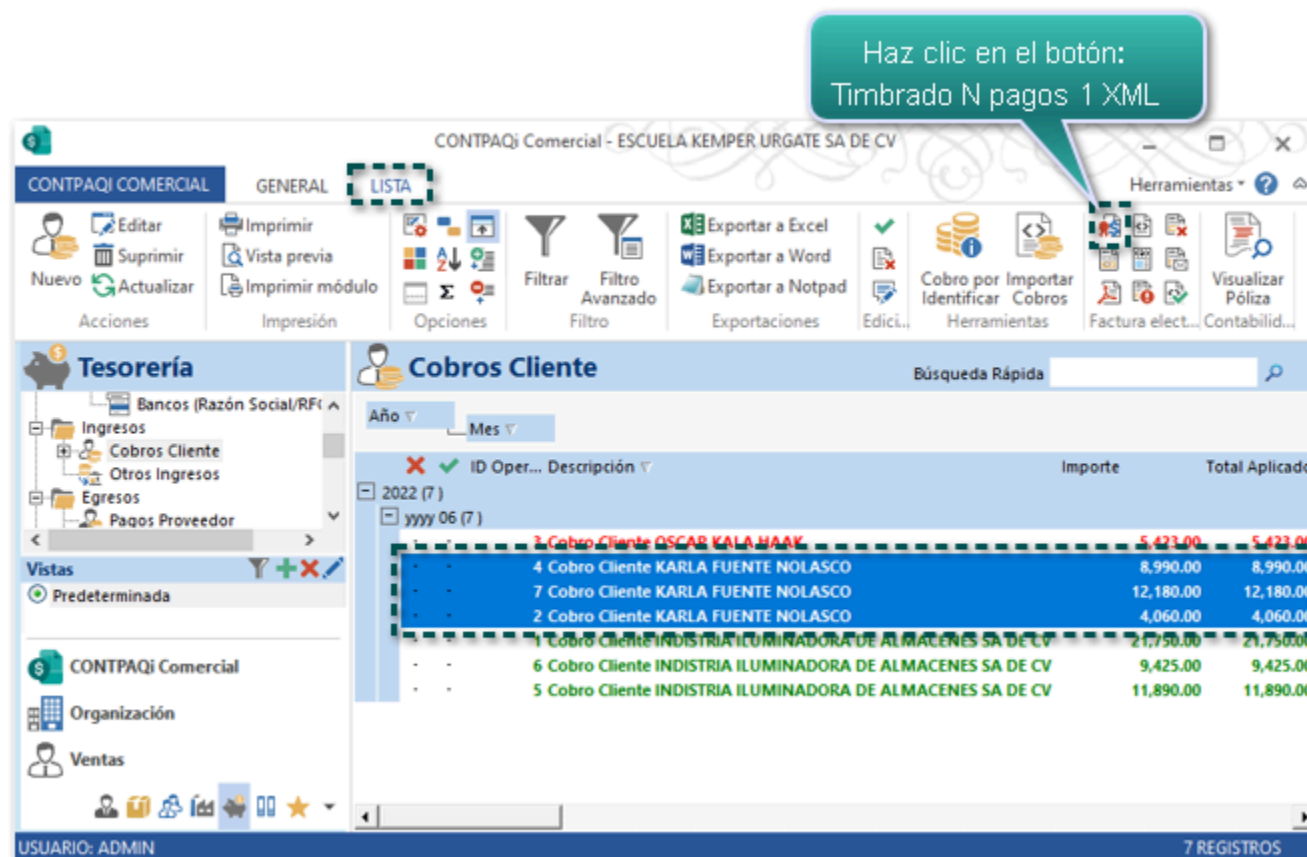 Haz clic en el botón:
Timbrado N pagos 1 XML
CONTPAQi Comercial - ESCUELA KEMPER URGATE SA DE CV
CONTPAQI COMERCIAL GENERAL LISTA Herramientas
Nuevo Editar Suprimir Actualizar
Imprimir Vista previa Imprimir módulo
Filtrar Filtro Avanzado
Exportar a Excel Exportar a Word Exportar a Notpad
Cobro por Identificar Importar Cobros
Visualizar Póliza
Acciones Impresión Opciones Filtro Exportaciones Edici... Herramientas Factura elect... Contabilid...
Tesorería
Bancos (Razón Social/RF
Ingresos
Cobros Cliente
Otros Ingresos
Egresos
Pagos Proveedor
Vistas
Predeterminada
CONTPAQi Comercial
Organización
Ventas
Cobros Cliente Búsqueda Rápida
Año
Mes
ID Oper... Descripción Importe Total Aplicado
2022 (7 )
yyyy 06 (7 )
3 Cobro Cliente OSCAR KALA HAAK 5,423.00 5,423.00
4 Cobro Cliente KARLA FUENTE NOLASCO 8,990.00 8,990.00
7 Cobro Cliente KARLA FUENTE NOLASCO 12,180.00 12,180.00
2 Cobro Cliente KARLA FUENTE NOLASCO 4,060.00 4,060.00
1 Cobro Cliente INDISTRIA ILUMINADORA DE ALMACENES SA DE CV 21,750.00 21,750.00
6 Cobro Cliente INDISTRIA ILUMINADORA DE ALMACENES SA DE CV 9,425.00 9,425.00
5 Cobro Cliente INDISTRIA ILUMINADORA DE ALMACENES SA DE CV 11,890.00 11,890.00
USUARIO: ADMIN 7 REGISTROS